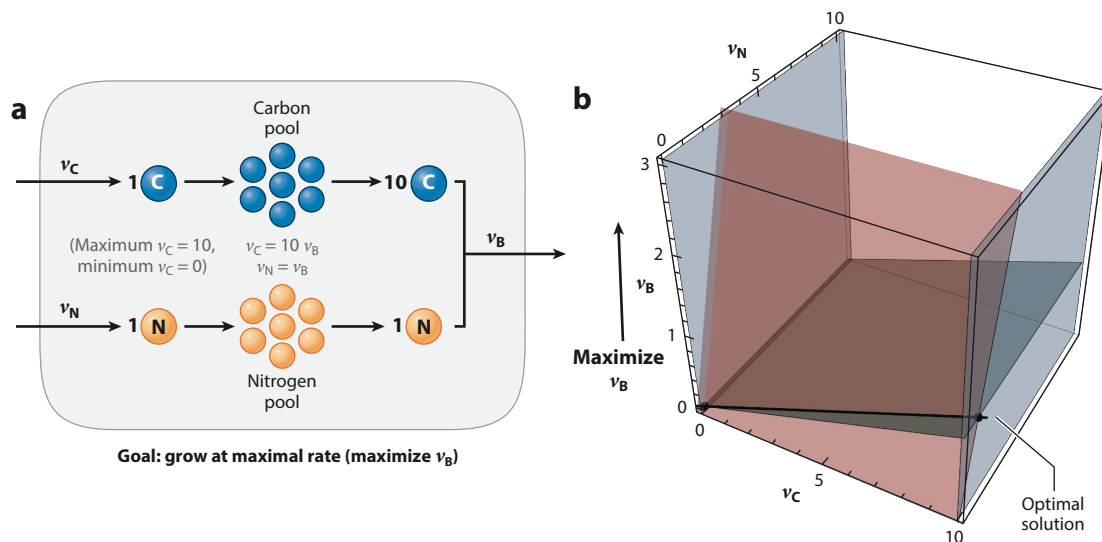 a
Carbon
pool
νC
1 C
10 C
(Maximum νC = 10,
minimum νC = 0)
νC = 10 νB
νN = νB
νB
νN
1 N
1 N
Nitrogen
pool
Goal: grow at maximal rate (maximize νB)
b
10
νN
5
0
3
2
νB
1
Maximize
νB
0
0
5
νC
10
Optimal
solution